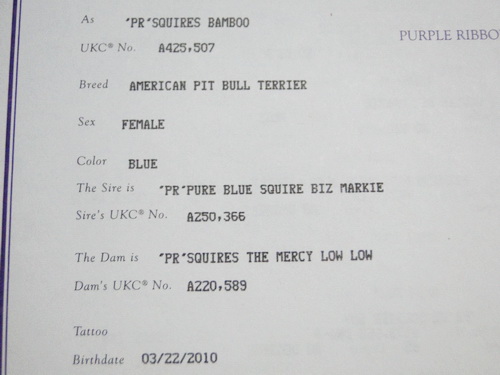 As 'PR'SQUIRES BAMBOO
PURPLE RIBBO
UKC® No. A425,507
Breed AMERICAN PIT BULL TERRIER
Sex FEMALE
Color BLUE
The Sire is 'PR'PURE BLUE SQUIRE BIZ MARKIE
Sire's UKC® No. A250,366
The Dam is 'PR'SQUIRES THE MERCY LOW LOW
Dam's UKC® No. A220,589
Tattoo
Birthdate 03/22/2010